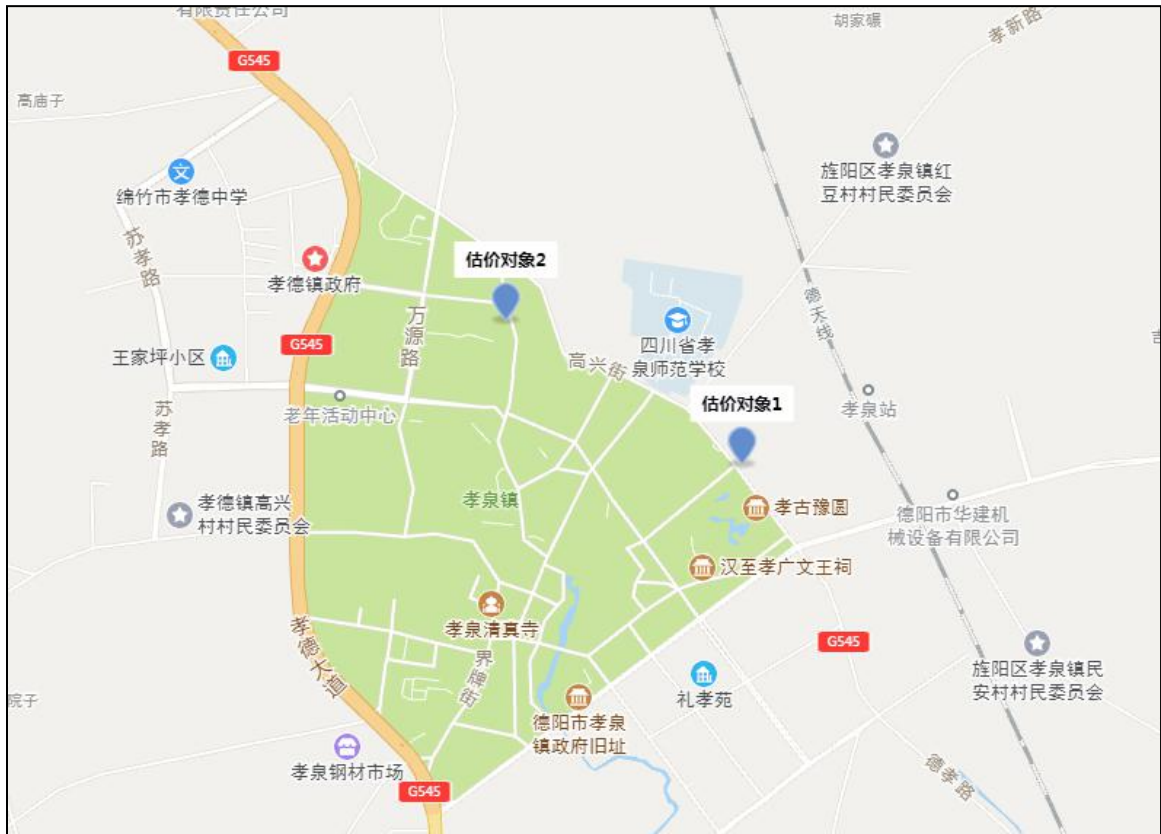 有限责任公司
胡家碾
孝新路
G545
高庙子
旌阳区孝泉镇红
豆村村民委员会
绵竹市孝德中学
苏孝路
估价对象2
孝德镇政府
万源路
德天线
G545
四川省孝
泉师范学校
王家坪小区
高兴街
老年活动中心
估价对象1
孝泉站
苏孝路
孝泉镇
孝德镇高兴
村村民委员会
孝古豫圆
德阳市华建机
械设备有限公司
汉至孝广文王祠
孝泉清真寺
孝德大道
G545
界牌街
旌阳区孝泉镇民
安村村民委员会
礼孝苑
院子
德阳市孝泉
镇政府旧址
孝泉钢材市场
德孝路
G545